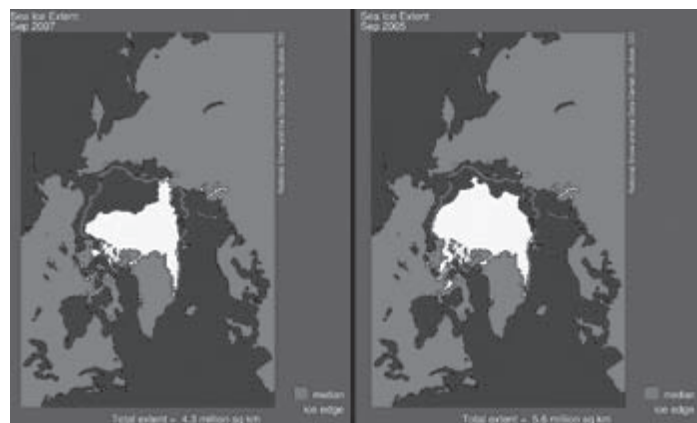 Sea Ice Extent
Sep 2007
median
ice edge
Total extent = 4.3 million sq km
Sea Ice Extent
Sep 2005
median
ice edge
Total extent = 5.6 million sq km